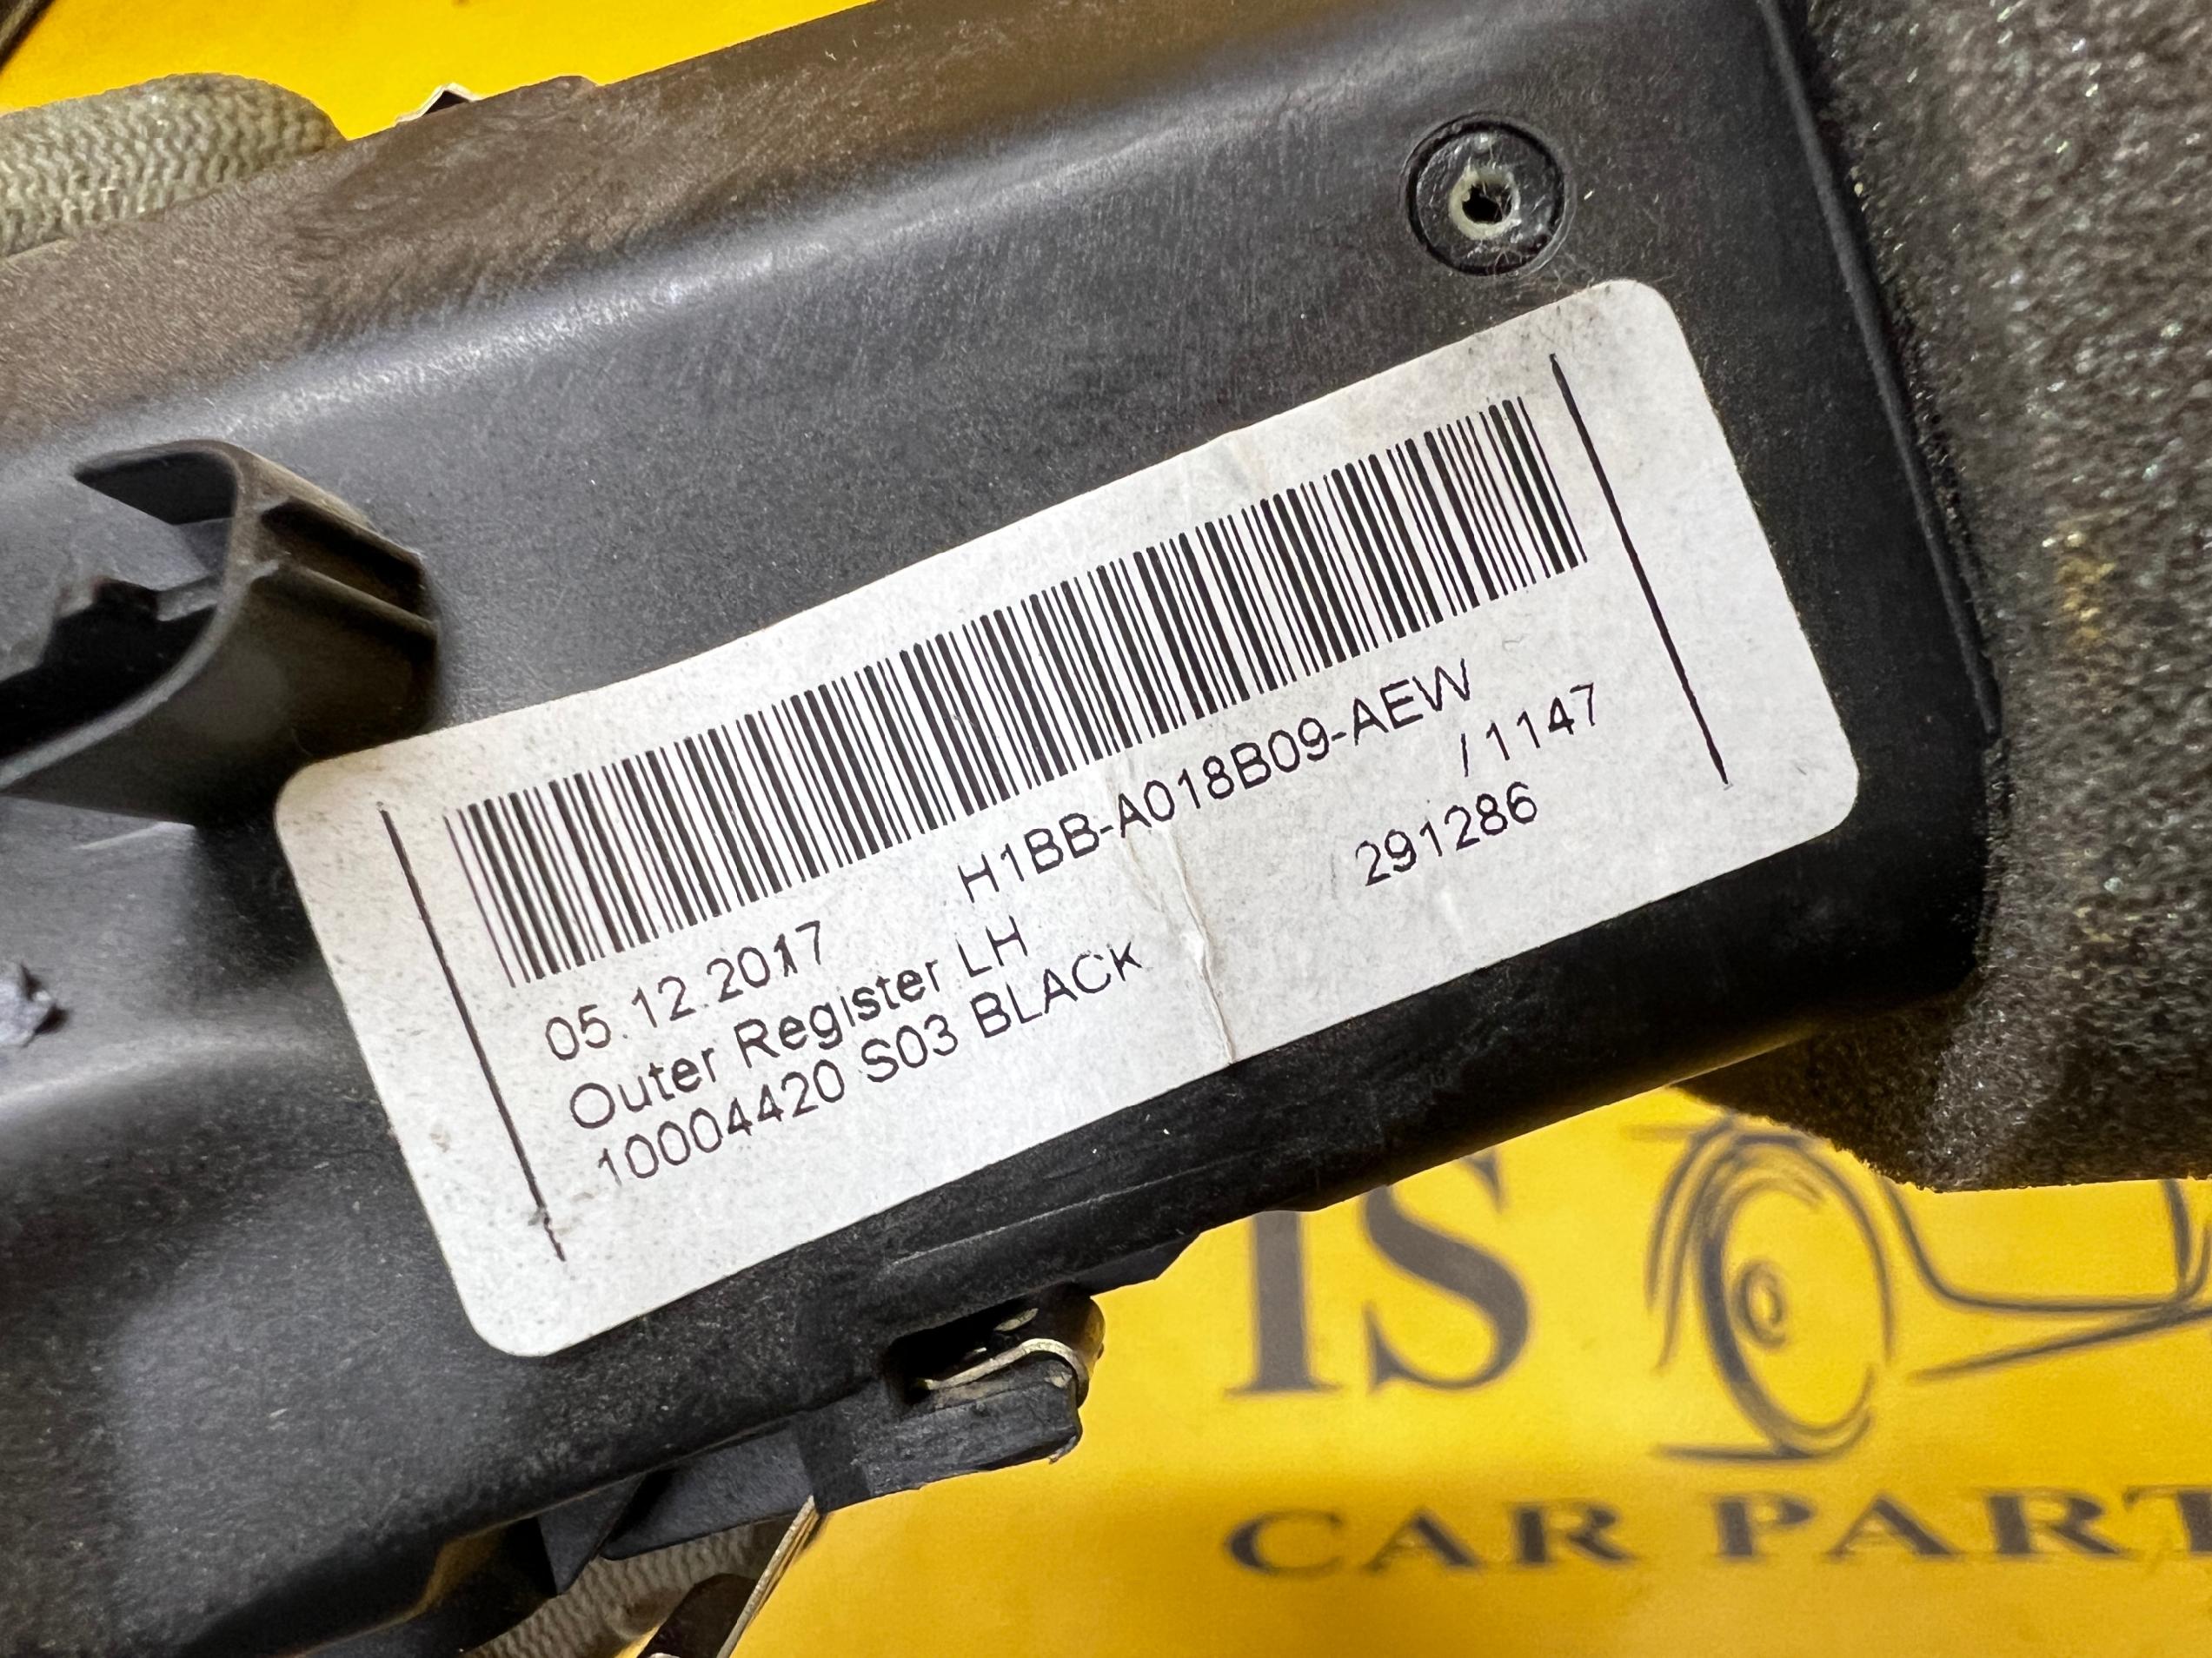 05.12.2017 H1BB-A018B09-AEW
Outer Register LH / 1147
10004420 S03 BLACK 291286
IS
CAR PART